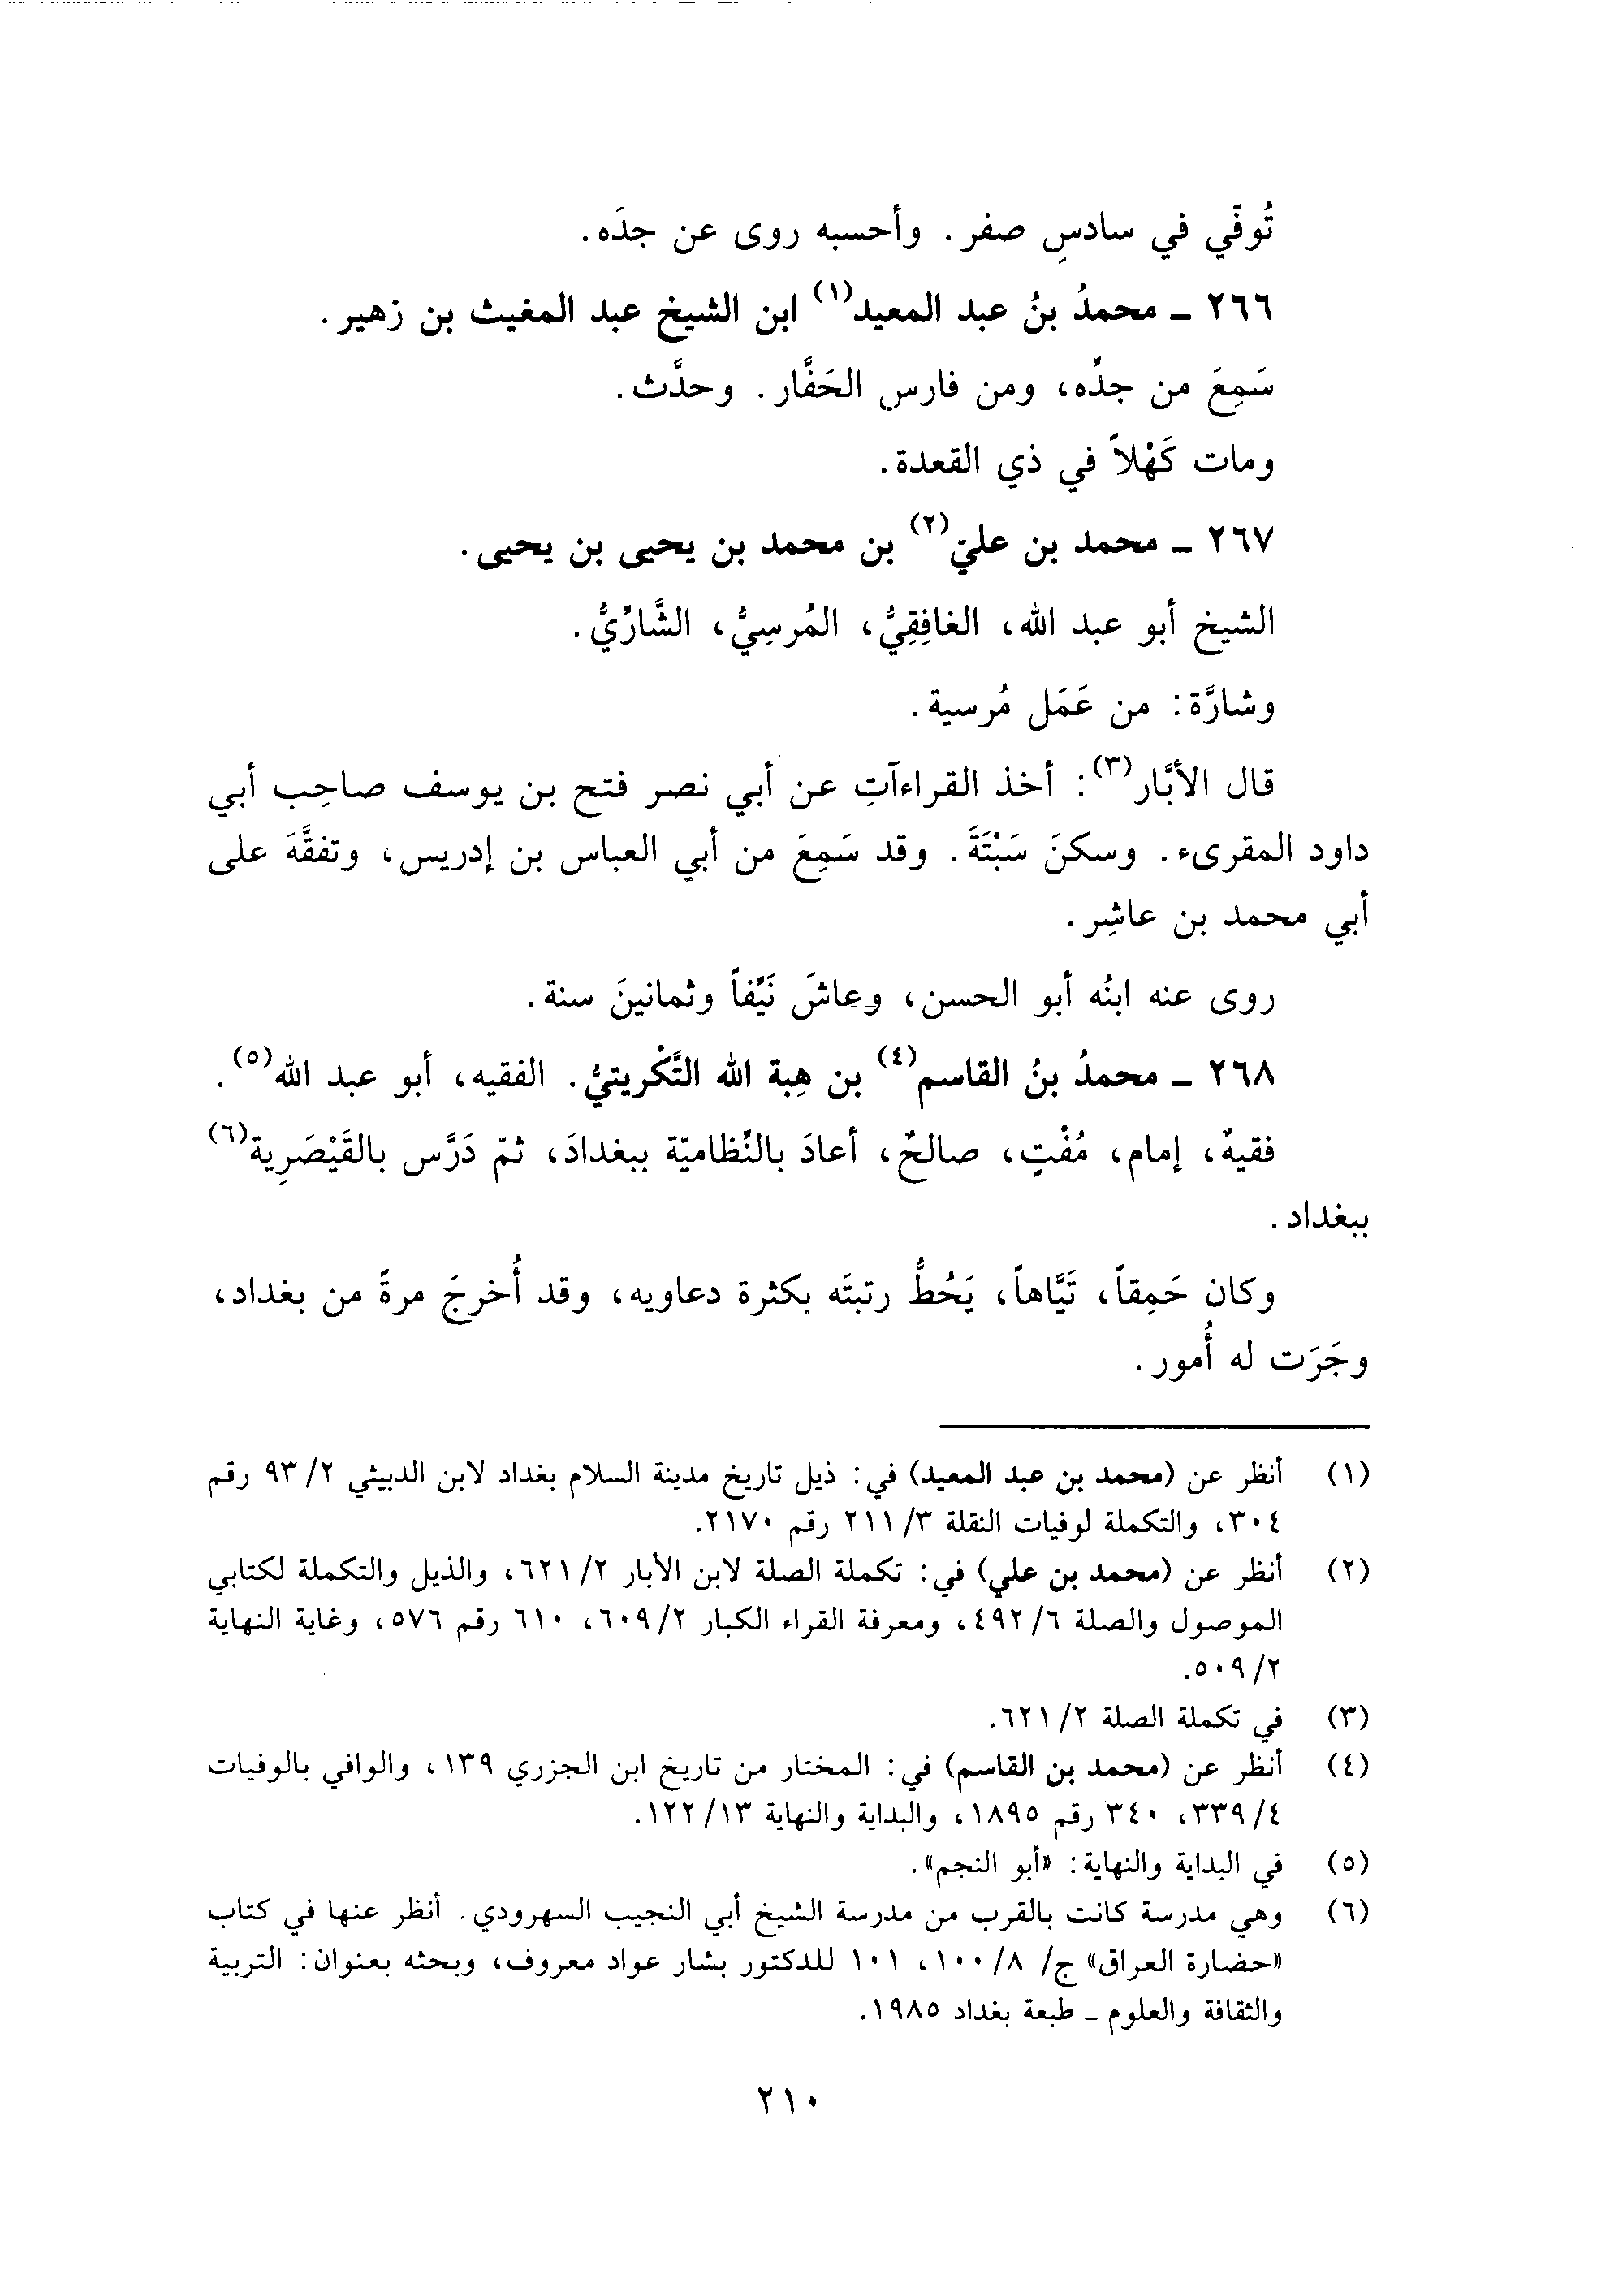 تُوفّي في سادسِ صفر. وأحسبه روى عن جدّه.
٢٦٦ ـ محمدُ بنُ عبد المعيد(١) ابن الشيخ عبد المغيث بن زهير.
سَمِعَ من جدِّه، ومن فارس الحَفَّار. وحدَّث.
ومات كَهْلاً في ذي القعدة.
٢٦٧ ـ محمد بن عليّ(٢) بن محمد بن يحيى بن يحيى.
الشيخ أبو عبد الله، الغافِقِيُّ، المُرسِيُّ، الشَّارِّيُّ.
وشارَّة: من عَمَل مُرسية.
قال الأبَّار(٣): أخذ القراءآتِ عن أبي نصر فتح بن يوسف صاحِب أبي
داود المقرىء. وسكنَ سَبْتَةَ. وقد سَمِعَ من أبي العباس بن إدريس، وتفقَّهَ على
أبي محمد بن عاشِر.
روى عنه ابنُه أبو الحسن، وعاشَ نَيِّفاً وثمانينَ سنة.
٢٦٨ ـ محمدُ بنُ القاسم(٤) بن هِبة الله التَّكْريتيُّ. الفقيه، أبو عبد الله(٥).
فقيهٌ، إمام، مُفْتٍ، صالحٌ، أعادَ بالنِّظاميّة ببغدادَ، ثمّ دَرَّس بالقَيْصَرِية(٦)
ببغداد.
وكان حَمِقاً، تَيَّاهاً، يَحُطُّ رتبتَه بكثرة دعاويه، وقد أُخرجَ مرةً من بغداد،
وجَرَت له أُمور.
(١) أنظر عن (محمد بن عبد المعيد) في: ذيل تاريخ مدينة السلام بغداد لابن الدبيثي ٢/ ٩٣ رقم
٣٠٤، والتكملة لوفيات النقلة ٣/ ٢١١ رقم ٢١٧٠.
(٢) أنظر عن (محمد بن علي) في: تكملة الصلة لابن الأبار ٢/ ٦٢١، والذيل والتكملة لكتابي
الموصول والصلة ٦/ ٤٩٢، ومعرفة القراء الكبار ٢/ ٦٠٩، ٦١٠ رقم ٥٧٦، وغاية النهاية
٢/ ٥٠٩.
(٣) في تكملة الصلة ٢/ ٦٢١.
(٤) أنظر عن (محمد بن القاسم) في: المختار من تاريخ ابن الجزري ١٣٩، والوافي بالوفيات
٤/ ٣٣٩، ٣٤٠ رقم ١٨٩٥، والبداية والنهاية ١٣/ ١٢٢.
(٥) في البداية والنهاية: «أبو النجم».
(٦) وهي مدرسة كانت بالقرب من مدرسة الشيخ أبي النجيب السهرودي. أنظر عنها في كتاب
«حضارة العراق» ج/ ٨/ ١٠٠، ١٠١ للدكتور بشار عواد معروف، وبحثه بعنوان: التربية
والثقافة والعلوم ـ طبعة بغداد ١٩٨٥.
٢١٠